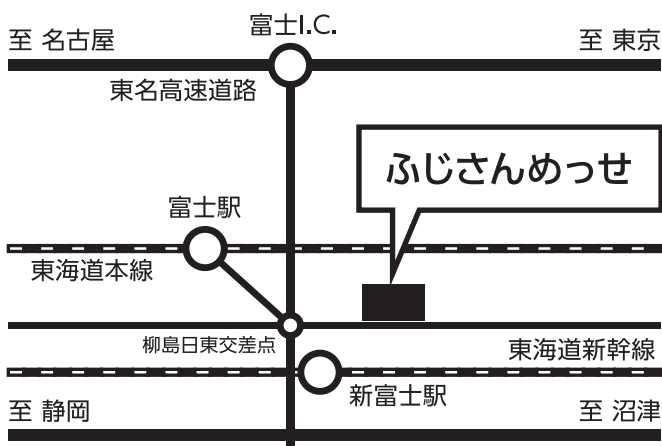 富士I.C.
至 名古屋
至 東京
東名高速道路
ふじさんめっせ
富士駅
東海道本線
柳島日東交差点
東海道新幹線
新富士駅
至 静岡
至 沼津